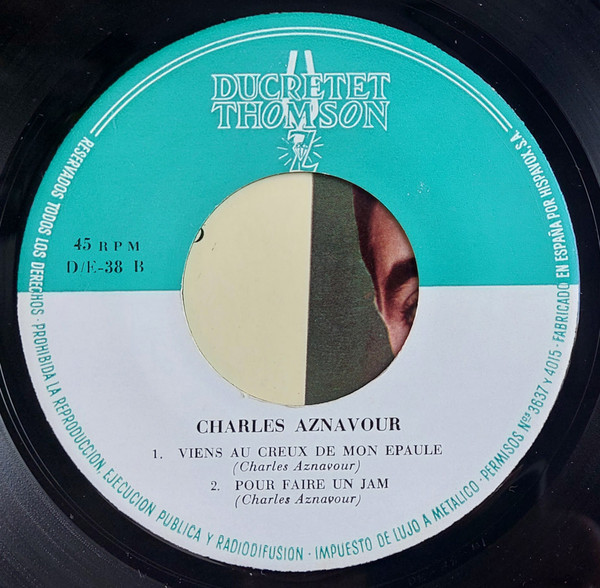 DUCRETET
THOMSON
45 RPM
D/E-38 B
CHARLES AZNAVOUR
1. VIENS AU CREUX DE MON EPAULE
(Charles Aznavour)
2. POUR FAIRE UN JAM
(Charles Aznavour)
RESERVADOS TODOS LOS DERECHOS · PROHIBIDA LA REPRODUCCION, EJECUCION PUBLICA Y RADIODIFUSION - IMPUESTO DE LUJO A METALICO - PERMISOS Nos 3637 Y 4015 - FABRICADO EN ESPAÑA POR HISPAVOX, S.A.